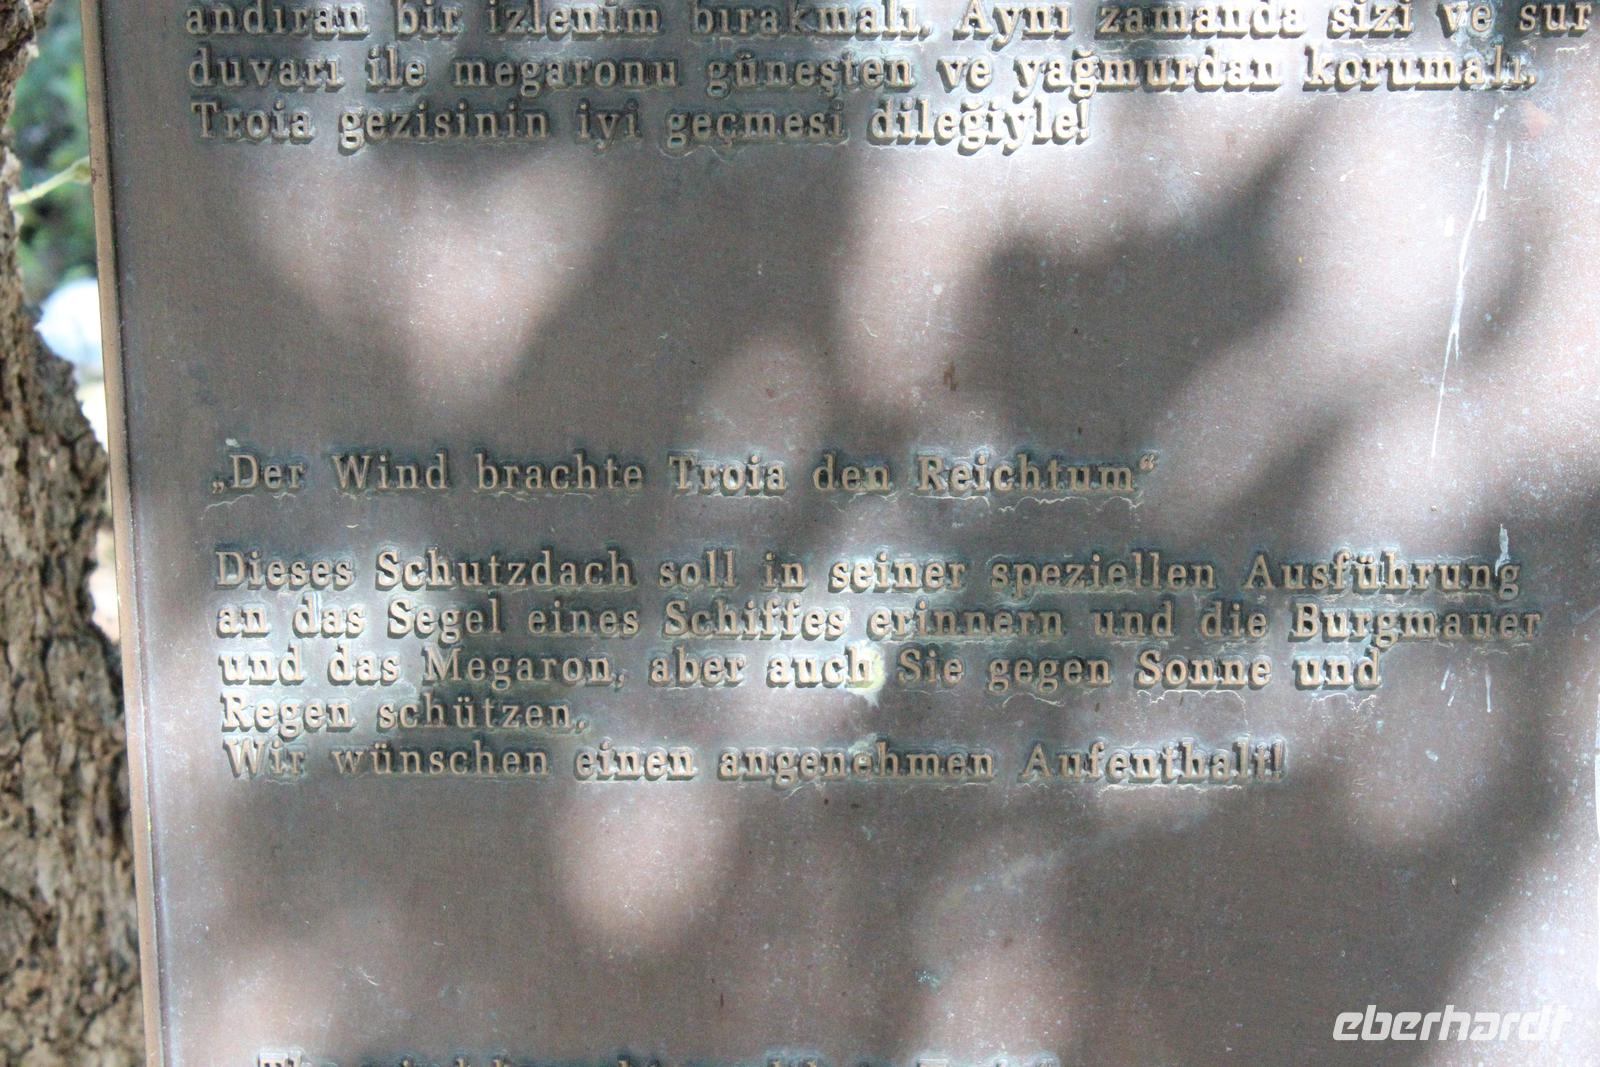 andıran bir izlenim bırakmalı. Aynı zamanda sizi ve sur
duvarı ile megaronu güneşten ve yağmurdan korumalı.
Troia gezisinin iyi geçmesi dileğiyle!
„Der Wind brachte Troia den Reichtum“
Dieses Schutzdach soll in seiner speziellen Ausführung
an das Segel eines Schiffes erinnern und die Burgmauer
und das Megaron, aber auch Sie gegen Sonne und
Regen schützen.
Wir wünschen einen angenehmen Aufenthalt!
eberhardt